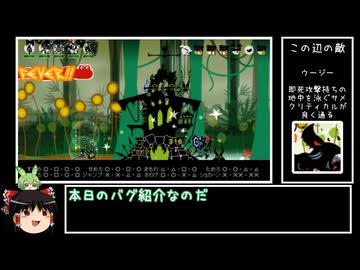 FEVER!!
316
この辺の敵
ウージー
即死攻撃持ちの
地中を泳ぐサメ
クリティカルが
良く通る
本日のバグ紹介なのだ